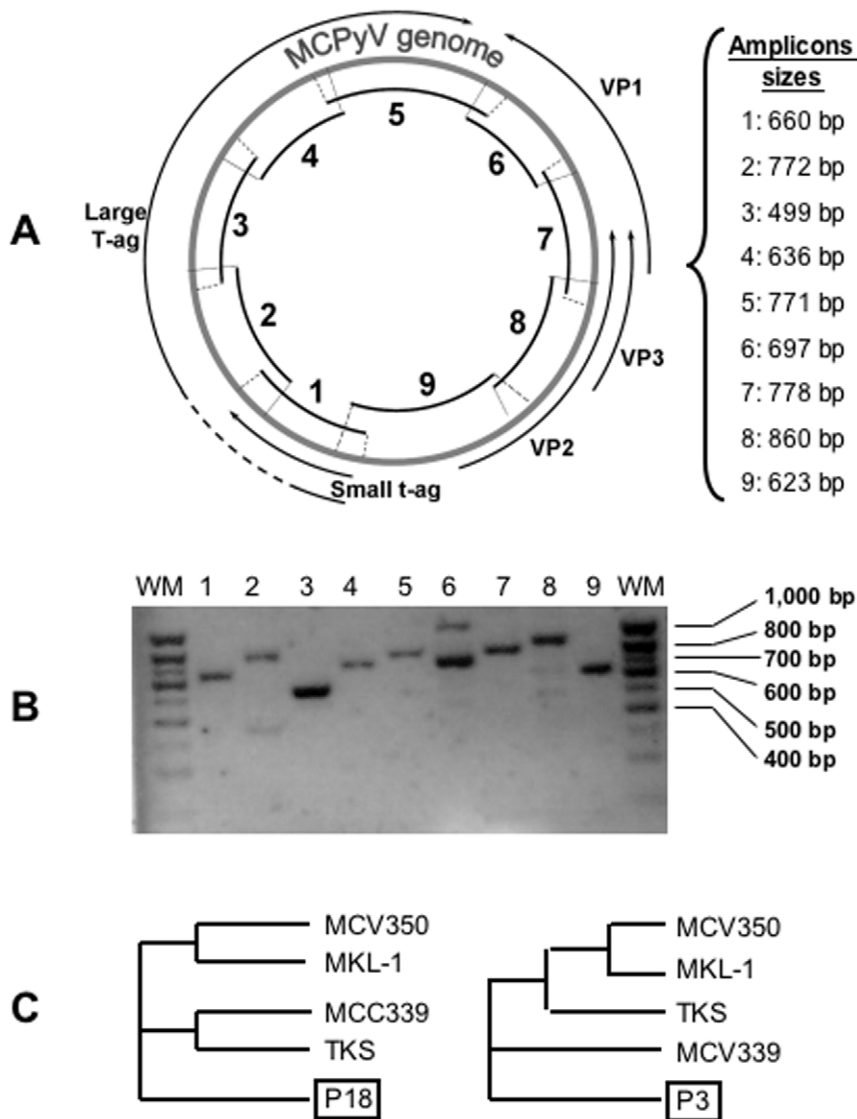 A
MCPyV genome
VP1
Large
T-ag
VP3
VP2
Small t-ag
5
4
6
3
7
2
8
1
9
Amplicons
sizes
1: 660 bp
2: 772 bp
3: 499 bp
4: 636 bp
5: 771 bp
6: 697 bp
7: 778 bp
8: 860 bp
9: 623 bp
B
WM 1 2 3 4 5 6 7 8 9 WM
1,000 bp
800 bp
700 bp
600 bp
500 bp
400 bp
C
MCV350
MKL-1
MCC339
TKS
P18
MCV350
MKL-1
TKS
MCV339
P3